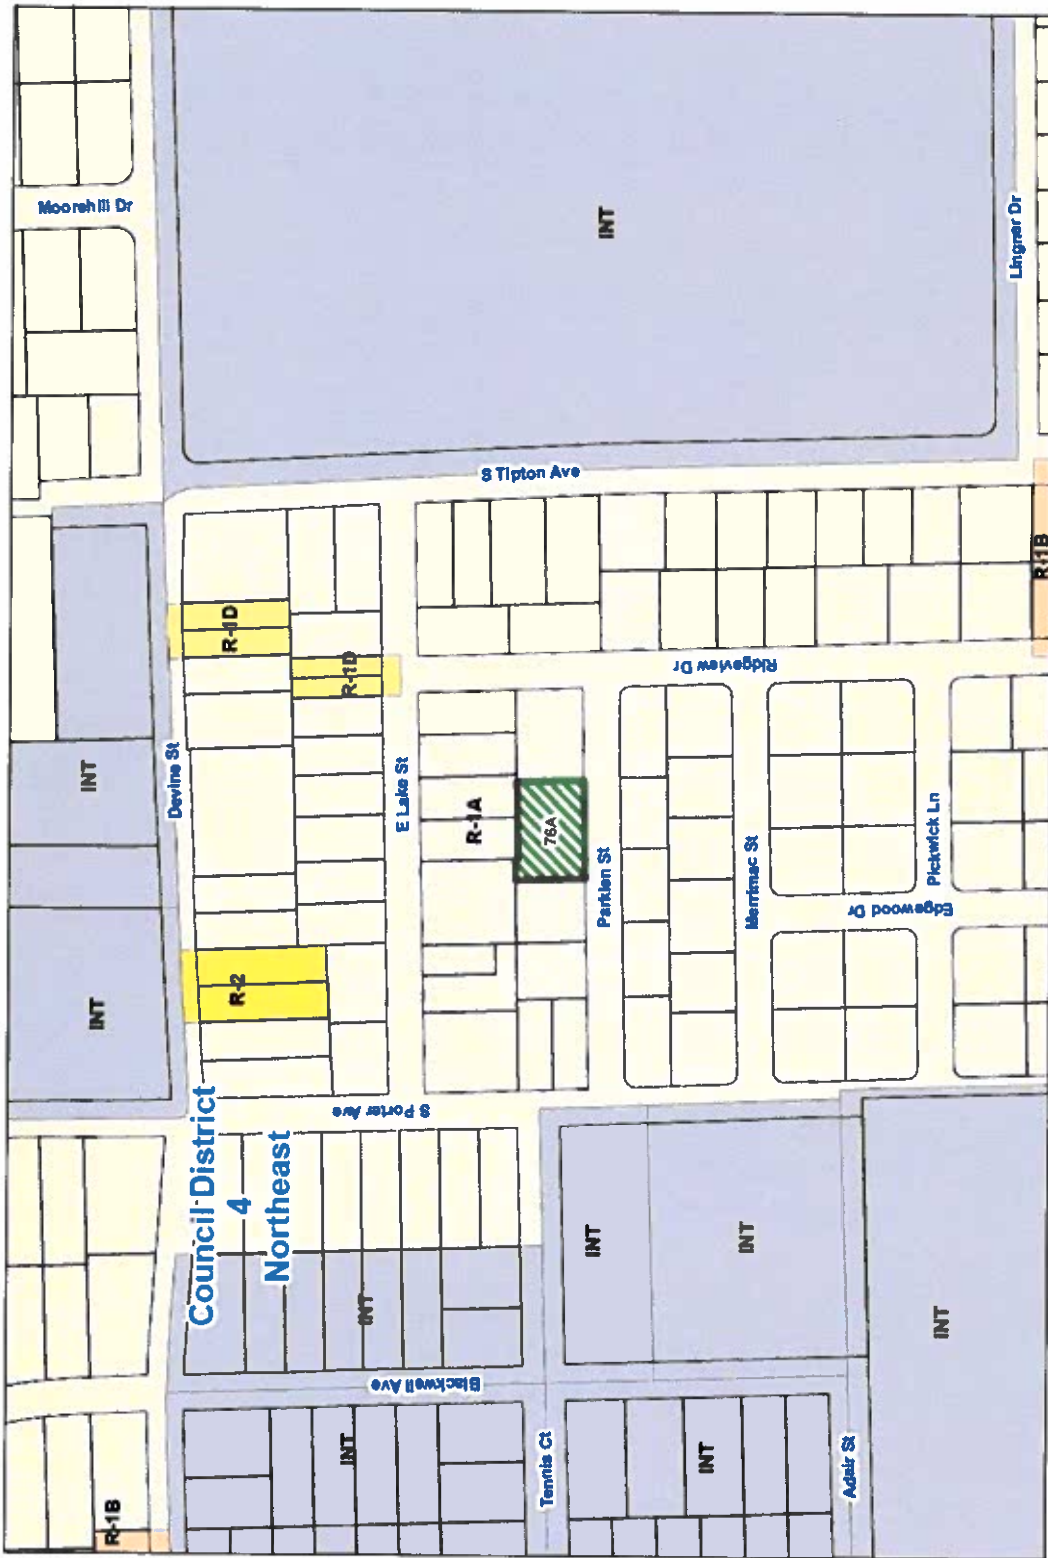 Moorehill Dr
INT
Lingner Dr
S Tipton Ave
R-1D
R-1B
R-1D
Ridgeview Dr
INT
Devine St
E Lake St
R-1A
76A
Parklen St
Merrimac St
Pickwick Ln
Edgewood Dr
INT
R-2
S Porter Ave
Council District
4
Northeast
INT
INT
INT
INT
Blackwell Ave
INT
INT
Tennis Ct
Adair St
R-1B